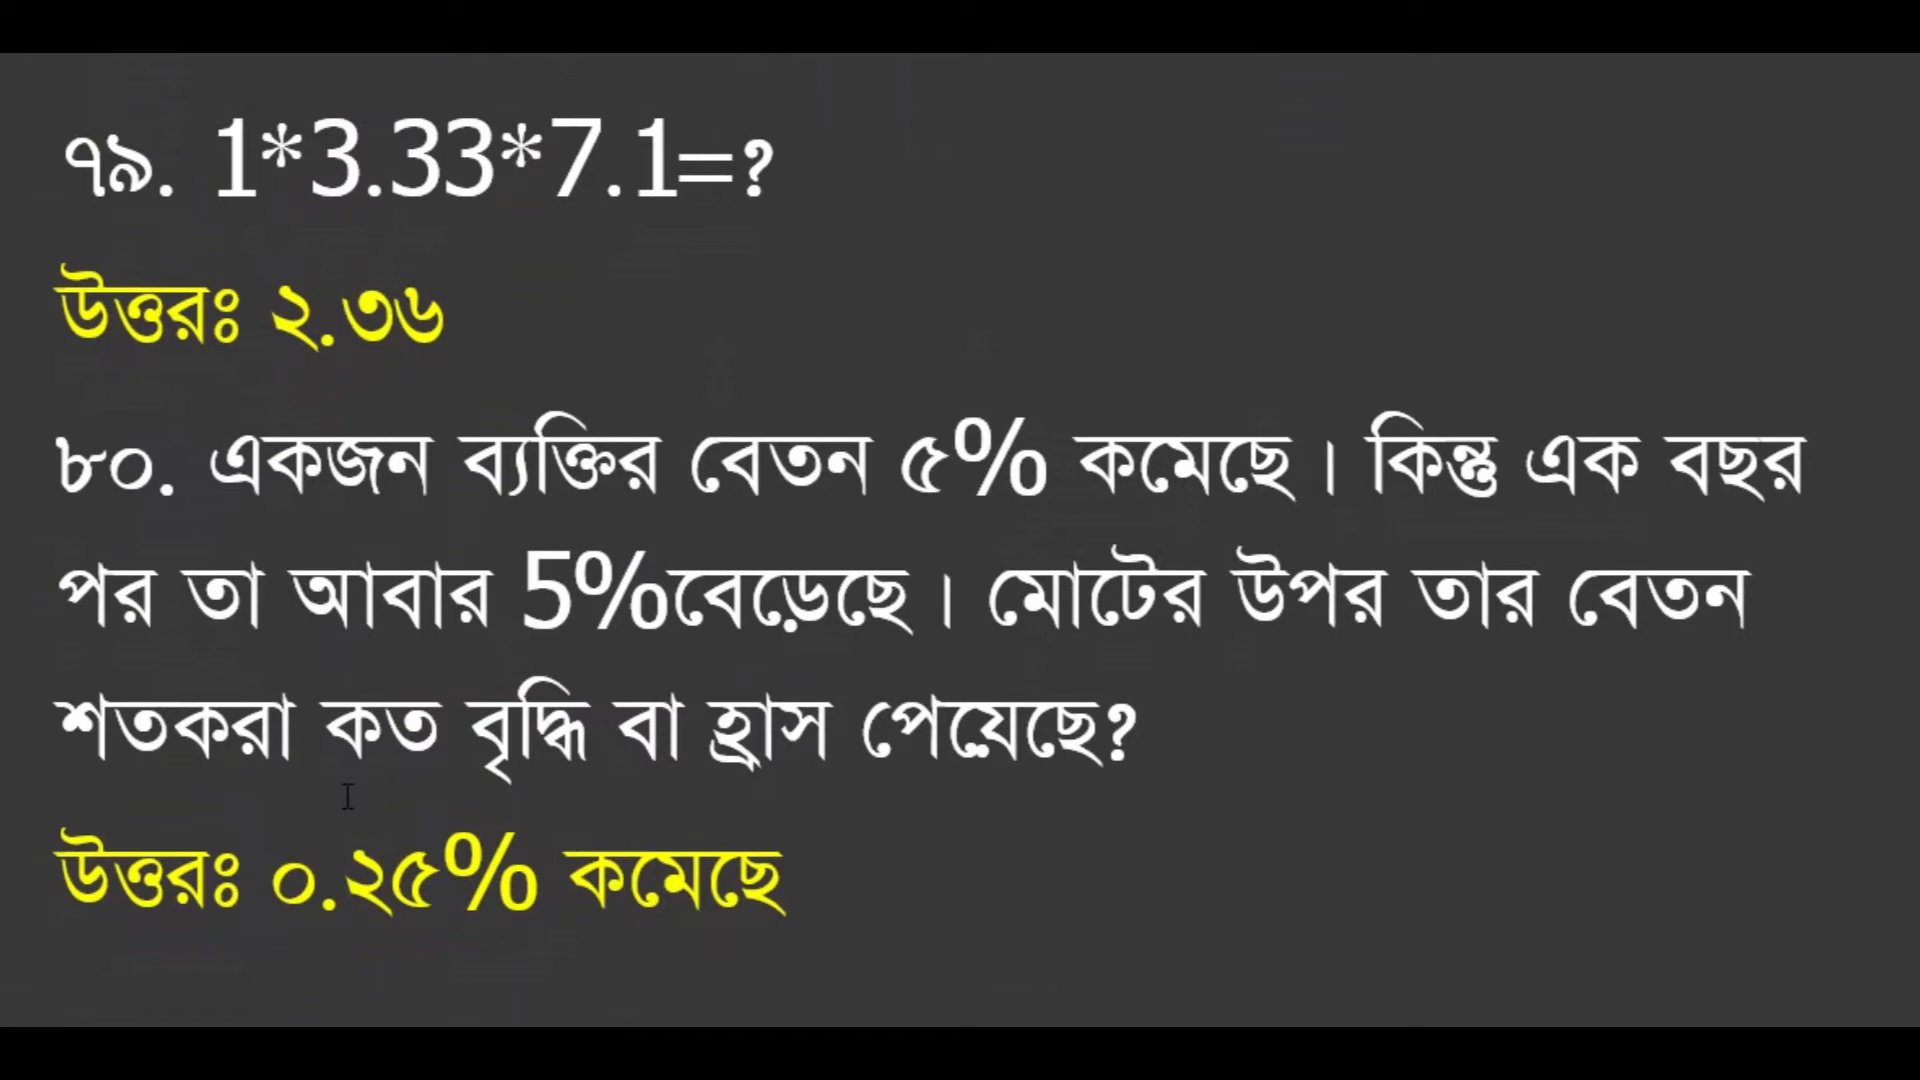 ৭৯. 1*3.33*7.1=?
উত্তরঃ ২.৩৬
৮০. একজন ব্যক্তির বেতন ৫% কমেছে। কিন্তু এক বছর
পর তা আবার 5%বেড়েছে। মোটের উপর তার বেতন
শতকরা কত বৃদ্ধি বা হ্রাস পেয়েছে?
উত্তরঃ ০.২৫% কমেছে